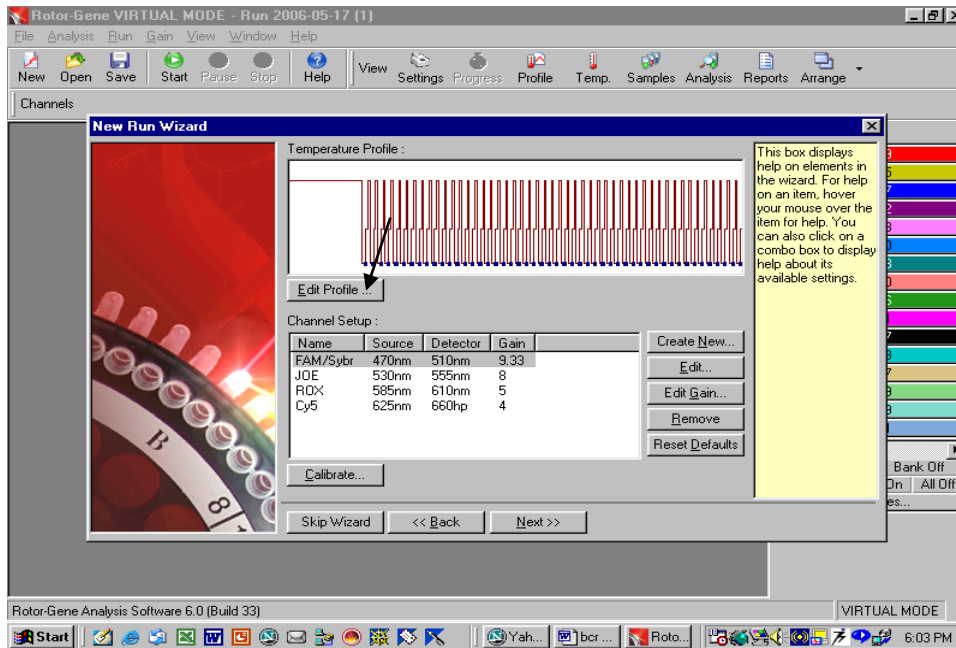 Rotor-Gene VIRTUAL MODE - Run 2006-05-17 (1)
File Analysis Run Gain View Window Help
New Open Save Start Pause Stop Help View Settings Progress Profile Temp. Samples Analysis Reports Arrange
Channels
New Run Wizard
Temperature Profile :
Edit Profile ...
Channel Setup :
Name Source Detector Gain
FAM/Sybr 470nm 510nm 9.33
JOE 530nm 555nm 8
ROX 585nm 610nm 5
Cy5 625nm 660hp 4
Create New...
Edit...
Edit Gain...
Remove
Reset Defaults
Calibrate...
Skip Wizard << Back Next >>
This box displays
help on elements in
the wizard. For help
on an item, hover
your mouse over the
item for help. You
can also click on a
combo box to display
help about its
available settings.
Bank Off
On All Off
es...
Rotor-Gene Analysis Software 6.0 (Build 33) VIRTUAL MODE
Start Yah... bcr ... Roto... 6:03 PM